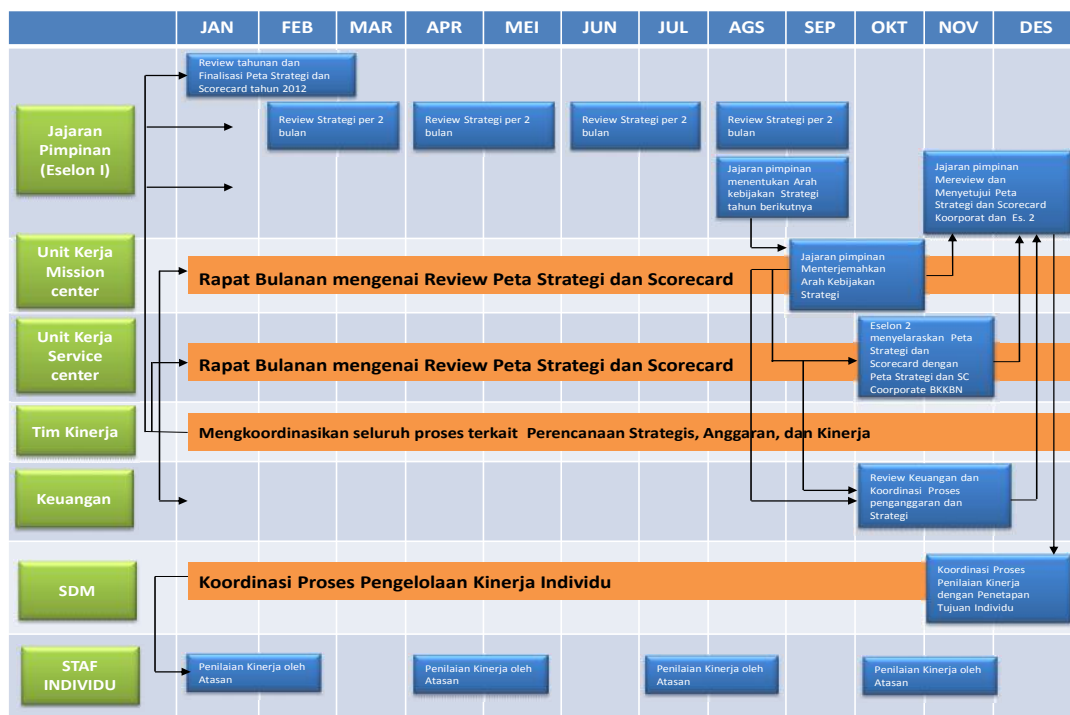 JAN FEB MAR APR MEI JUN JUL AGS SEP OKT NOV DES
Jajaran
Pimpinan
(Eselon I)
Review tahunan dan
Finalisasi Peta Strategi dan
Scorecard tahun 2012
Review Strategi per 2
bulan
Review Strategi per 2
bulan
Review Strategi per 2
bulan
Review Strategi per 2
bulan
Jajaran pimpinan
menentukan Arah
kebijakan Strategi
tahun berikutnya
Jajaran pimpinan
Mereview dan
Menyetujui Peta
Strategi dan Scorecard
Koorporat dan Es. 2
Unit Kerja
Mission
center
Rapat Bulanan mengenai Review Peta Strategi dan Scorecard
Jajaran pimpinan
Menterjemahkan
Arah Kebijakan
Strategi
Unit Kerja
Service
center
Rapat Bulanan mengenai Review Peta Strategi dan Scorecard
Eselon 2
menyelaraskan Peta
Strategi dan
Scorecard dengan
Peta Strategi dan SC
Coorporate BKKBN
Tim Kinerja
Mengkoordinasikan seluruh proses terkait Perencanaan Strategis, Anggaran, dan Kinerja
Keuangan
Review Keuangan dan
Koordinasi Proses
penganggaran dan
Strategi
SDM
Koordinasi Proses Pengelolaan Kinerja Individu
Koordinasi Proses
Penilaian Kinerja
dengan Penetapan
Tujuan Individu
STAF
INDIVIDU
Penilaian Kinerja oleh
Atasan
Penilaian Kinerja oleh
Atasan
Penilaian Kinerja oleh
Atasan
Penilaian Kinerja oleh
Atasan